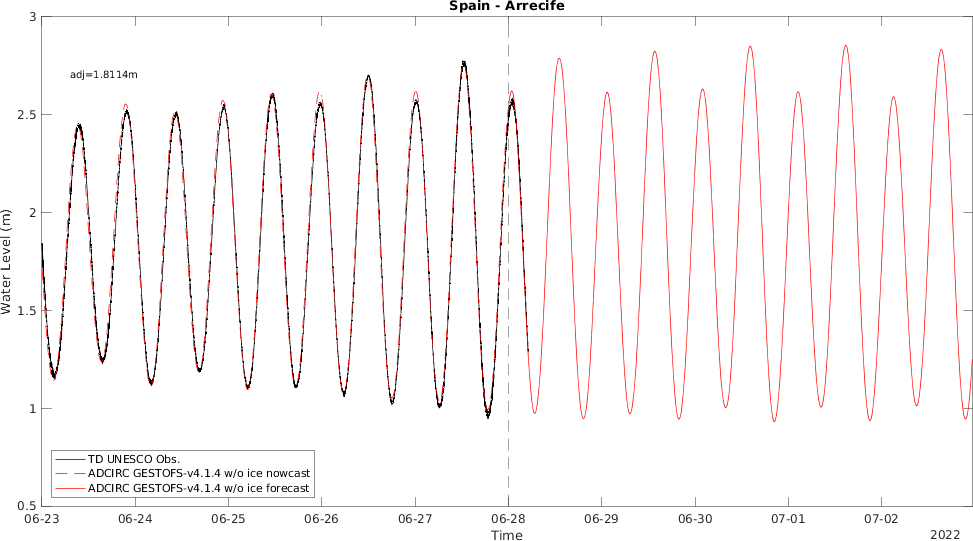 Spain - Arrecife
3
adj=1.8114m
2.5
2
Water Level (m)
1.5
1
TD UNESCO Obs.
ADCIRC GESTOFS-v4.1.4 w/o ice nowcast
ADCIRC GESTOFS-v4.1.4 w/o ice forecast
0.5
06-23 06-24 06-25 06-26 06-27 06-28 06-29 06-30 07-01 07-02
Time
2022